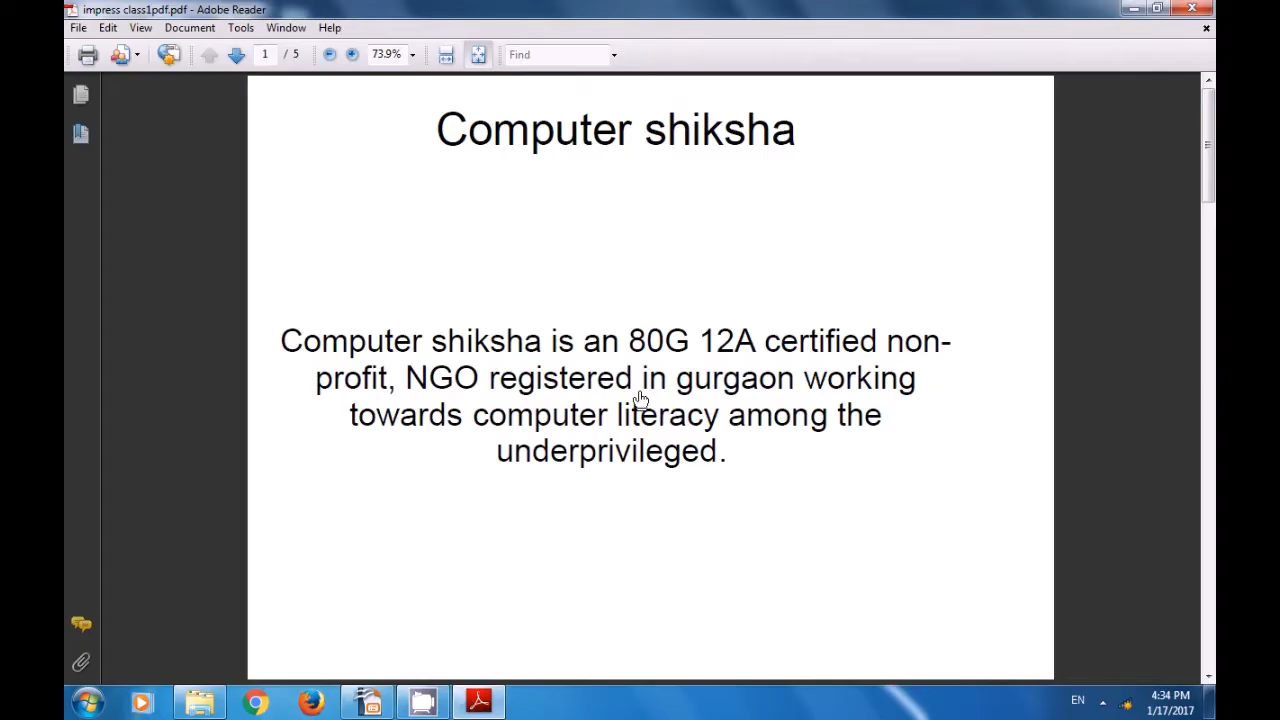 impress class1pdf.pdf - Adobe Reader
File Edit View Document Tools Window Help
1 / 5 73.9% Find
Computer shiksha
Computer shiksha is an 80G 12A certified non-
profit, NGO registered in gurgaon working
towards computer literacy among the
underprivileged.
EN 4:34 PM
1/17/2017